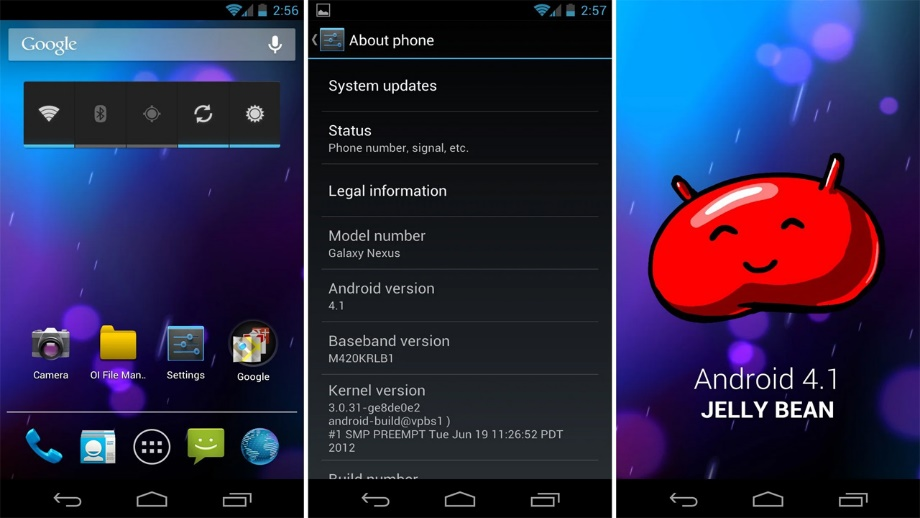 2:56
Google
Camera
OI File Man..
Settings
Google
2:57
About phone
System updates
Status
Phone number, signal, etc.
Legal information
Model number
Galaxy Nexus
Android version
4.1
Baseband version
M420KRLB1
Kernel version
3.0.31-ge8de0e2
android-build@vpbs1 )
#1 SMP PREEMPT Tue Jun 19 11:26:52 PDT
2012
Build number
Android 4.1
JELLY BEAN